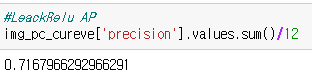 #LeackRelu AP
img_pc_cureve['precision'].values.sum()/12
0.7167966292966291